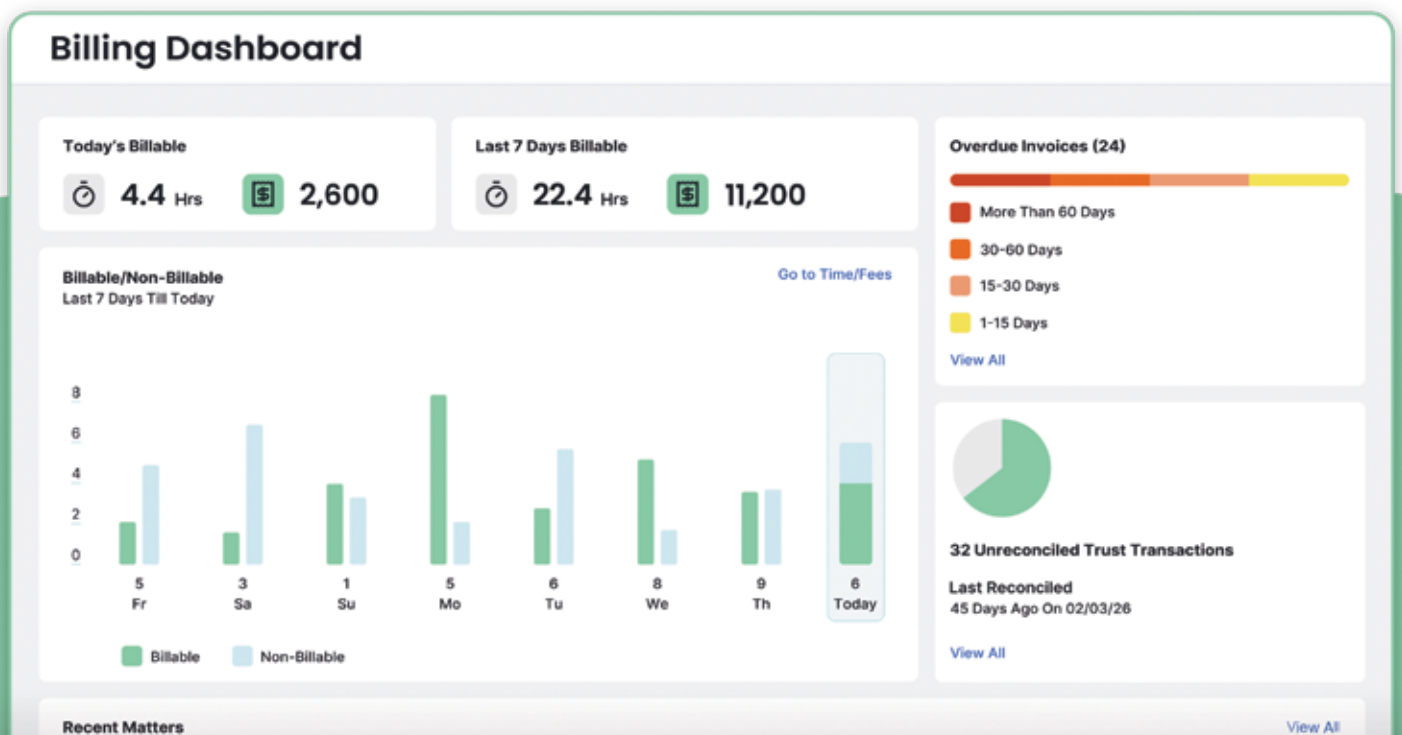 Billing Dashboard
Today's Billable
4.4 Hrs
2,600
Last 7 Days Billable
22.4 Hrs
11,200
Billable/Non-Billable
Last 7 Days Till Today
Go to Time/Fees
8
6
4
2
0
5 3 1 5 6 8 9 6
Fr Sa Su Mo Tu We Th Today
Billable Non-Billable
Overdue Invoices (24)
More Than 60 Days
30-60 Days
15-30 Days
1-15 Days
View All
32 Unreconciled Trust Transactions
Last Reconciled
45 Days Ago On 02/03/26
View All
Recent Matters
View All